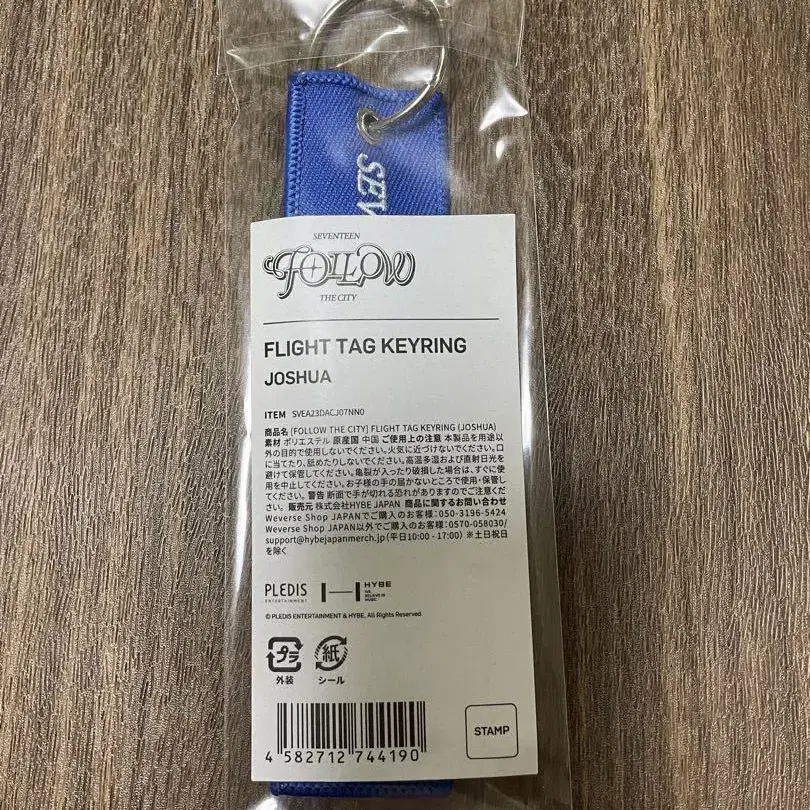 SEV
SEVENTEEN
FOLLOW
THE CITY
FLIGHT TAG KEYRING
JOSHUA
ITEM SVEA23DACJ07NN0
商品名 [FOLLOW THE CITY] FLIGHT TAG KEYRING (JOSHUA)
素材 ポリエステル 原産国 中国 ご使用上の注意 本製品を用途以
外の目的で使用しないでください。火気に近づけないでください。口
に当たり、舐めたりしないでください。高温多湿および直射日光を
避けて保管してください。亀裂が入ったり破損した場合は、すぐに使
用を中止してください。お子様の手の届かないところで使用・保管し
てください。警告 断面で手が切れる恐れがありますのでご注意くだ
さい。 販売元 株式会社HYBE JAPAN 商品に関するお問い合わせ
Weverse Shop JAPANでご購入のお客様：050-3196-5424
Weverse Shop JAPAN以外でご購入のお客様：0570-058030/
support@hybejapanmerch.jp (平日10:00 - 17:00) ※土日祝日
を除く
PLEDIS
ENTERTAINMENT
HYBE
WE
BELIEVE IN
MUSIC
© PLEDIS ENTERTAINMENT & HYBE. All Rights Reserved.
プラ 紙
外装 シール
STAMP
4 582712 744190